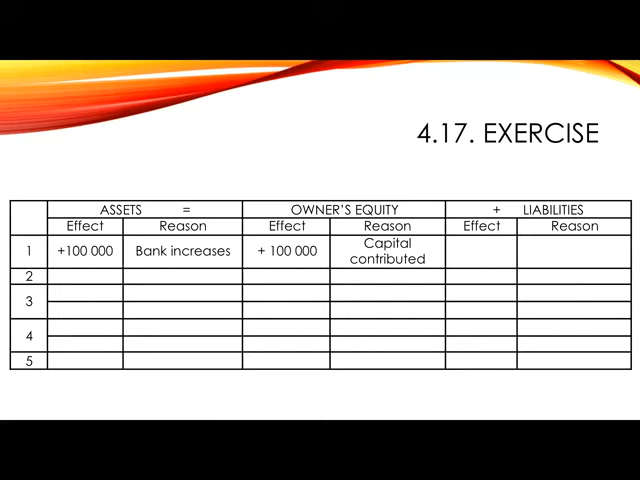 4.17. EXERCISE
ASSETS = OWNER'S EQUITY + LIABILITIES
Effect Reason Effect Reason Effect Reason
1 +100 000 Bank increases + 100 000 Capital contributed
2
3
4
5